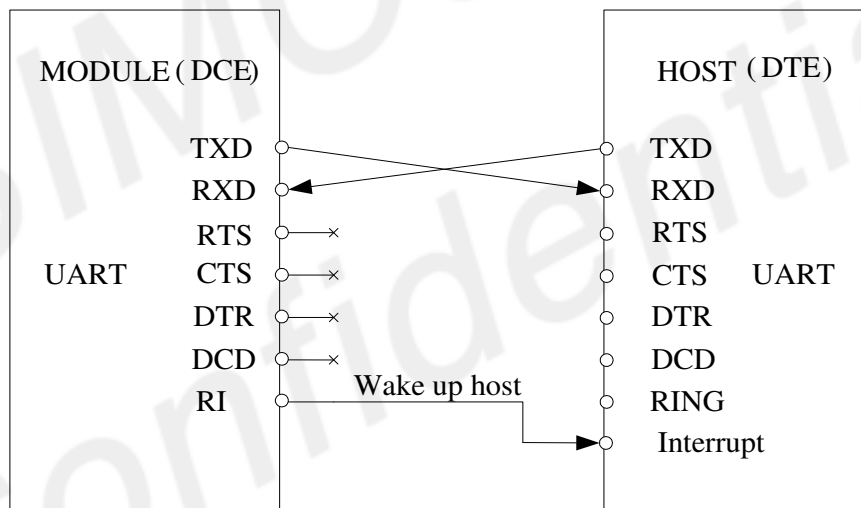 MODULE (DCE)
HOST (DTE)
TXD
TXD
RXD
RXD
RTS
RTS
UART
CTS
CTS
UART
DTR
DTR
DCD
DCD
RI
Wake up host
RING
Interrupt
Confidential